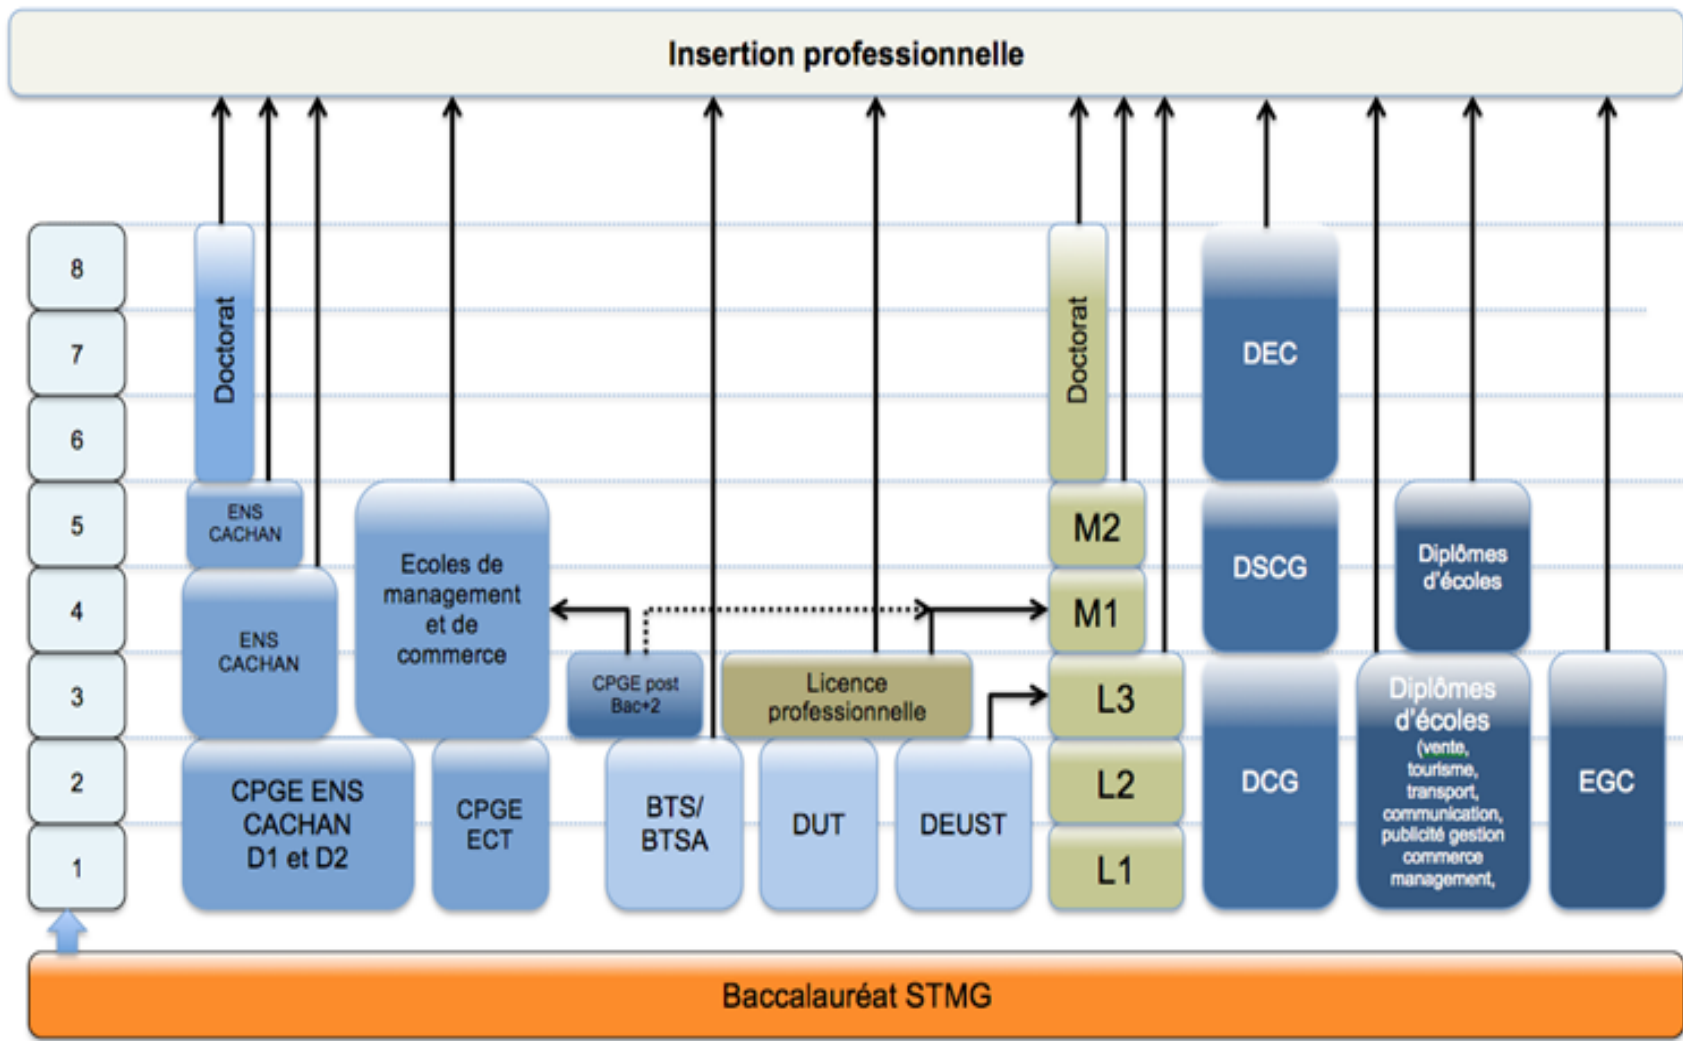 Insertion professionnelle
8
7
6
5
4
3
2
1
Doctorat
ENS
CACHAN
ENS
CACHAN
CPGE ENS
CACHAN
D1 et D2
Ecoles de
management
et de
commerce
CPGE
ECT
CPGE post
Bac+2
BTS/
BTSA
Licence
professionnelle
DUT
DEUST
Doctorat
M2
M1
L3
L2
L1
DEC
DSCG
DCG
Diplômes
d'écoles
Diplômes
d'écoles
(vente,
tourisme,
transport,
communication,
publicité gestion
commerce
management,
EGC
Baccalauréat STMG